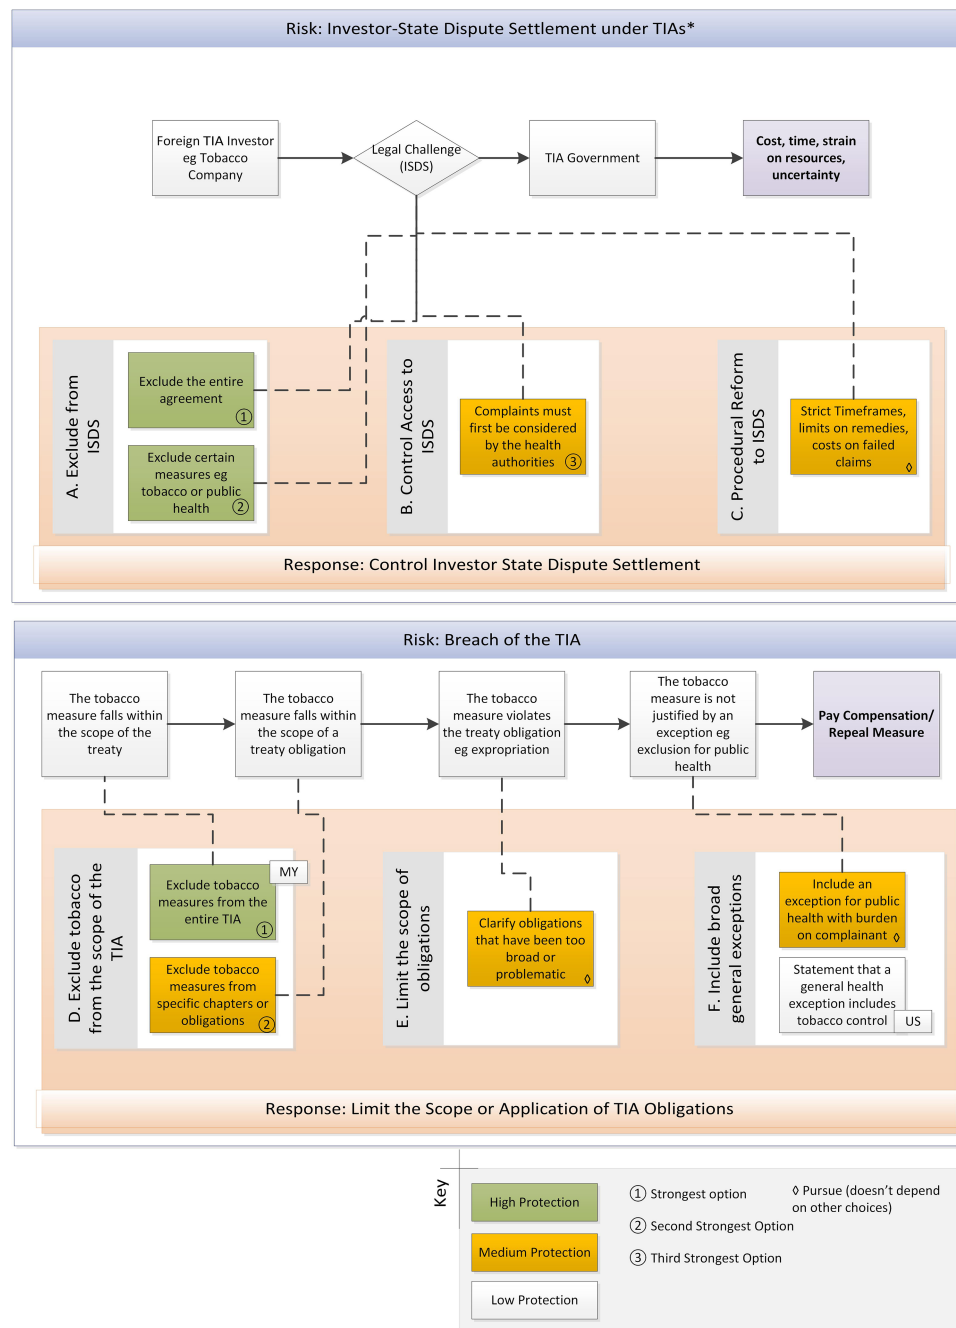 Risk: Investor-State Dispute Settlement under TIAs*
Foreign TIA Investor
eg Tobacco
Company
Legal Challenge
(ISDS)
TIA Government
Cost, time, strain
on resources,
uncertainty
A. Exclude from
ISDS
Exclude the entire
agreement
①
Exclude certain
measures eg
tobacco or public
health
②
B. Control Access to
ISDS
Complaints must
first be considered
by the health
authorities
③
C. Procedural Reform
to ISDS
Strict Timeframes,
limits on remedies,
costs on failed
claims
◊
Response: Control Investor State Dispute Settlement
Risk: Breach of the TIA
The tobacco
measure falls within
the scope of the
treaty
The tobacco
measure falls within
the scope of a
treaty obligation
The tobacco
measure violates
the treaty obligation
eg expropriation
The tobacco
measure is not
justified by an
exception eg
exclusion for public
health
Pay Compensation/
Repeal Measure
D. Exclude tobacco
from the scope of the
TIA
MY
Exclude tobacco
measures from the
entire TIA
①
Exclude tobacco
measures from
specific chapters or
obligations
②
E. Limit the scope of
obligations
Clarify obligations
that have been too
broad or
problematic
◊
F. Include broad
general exceptions
Include an
exception for public
health with burden
on complainant ◊
Statement that a
general health
exception includes
tobacco control
US
Response: Limit the Scope or Application of TIA Obligations
Key
High Protection
Medium Protection
Low Protection
① Strongest option
② Second Strongest Option
③ Third Strongest Option
◊ Pursue (doesn’t depend
on other choices)